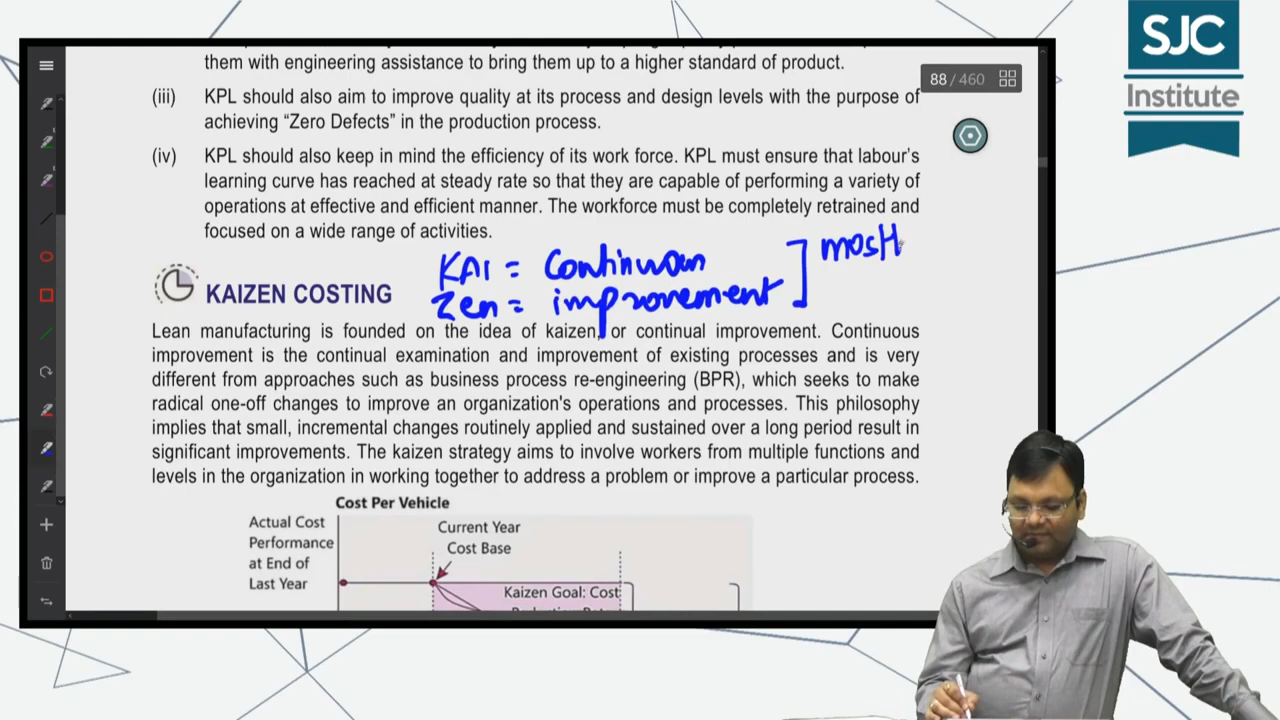 them with engineering assistance to bring them up to a higher standard of product.
88 / 460
SJC
Institute
(iii) KPL should also aim to improve quality at its process and design levels with the purpose of
achieving “Zero Defects” in the production process.
(iv) KPL should also keep in mind the efficiency of its work force. KPL must ensure that labour’s
learning curve has reached at steady rate so that they are capable of performing a variety of
operations at effective and efficient manner. The workforce must be completely retrained and
focused on a wide range of activities.
KAI = Continuous
Zen = improvement
KAIZEN COSTING
Lean manufacturing is founded on the idea of kaizen, or continual improvement. Continuous
improvement is the continual examination and improvement of existing processes and is very
different from approaches such as business process re-engineering (BPR), which seeks to make
radical one-off changes to improve an organization's operations and processes. This philosophy
implies that small, incremental changes routinely applied and sustained over a long period result in
significant improvements. The kaizen strategy aims to involve workers from multiple functions and
levels in the organization in working together to address a problem or improve a particular process.
Cost Per Vehicle
Actual Cost
Performance
at End of
Last Year
Current Year
Cost Base
Kaizen Goal: Cost